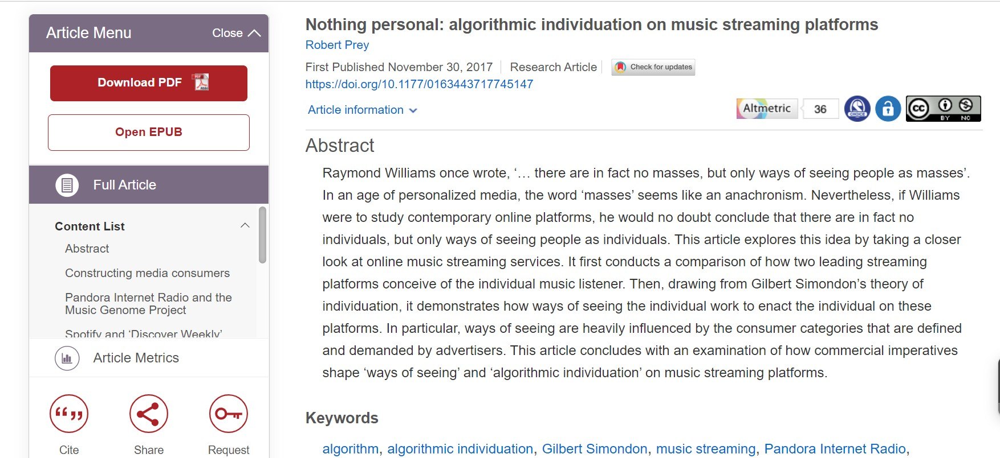 Article Menu
Close
Download PDF
Open EPUB
Full Article
Content List
Abstract
Constructing media consumers
Pandora Internet Radio and the
Music Genome Project
Spotify and ‘Discover Weekly’
Article Metrics
Cite
Share
Request
Nothing personal: algorithmic individuation on music streaming platforms
Robert Prey
First Published November 30, 2017
Research Article
Check for updates
https://doi.org/10.1177/0163443717745147
Article information
Altmetric
36
CHOICE
CC
BY NC
Abstract
Raymond Williams once wrote, ‘… there are in fact no masses, but only ways of seeing people as masses’.
In an age of personalized media, the word ‘masses’ seems like an anachronism. Nevertheless, if Williams
were to study contemporary online platforms, he would no doubt conclude that there are in fact no
individuals, but only ways of seeing people as individuals. This article explores this idea by taking a closer
look at online music streaming services. It first conducts a comparison of how two leading streaming
platforms conceive of the individual music listener. Then, drawing from Gilbert Simondon’s theory of
individuation, it demonstrates how ways of seeing the individual work to enact the individual on these
platforms. In particular, ways of seeing are heavily influenced by the consumer categories that are defined
and demanded by advertisers. This article concludes with an examination of how commercial imperatives
shape ‘ways of seeing’ and ‘algorithmic individuation’ on music streaming platforms.
Keywords
algorithm, algorithmic individuation, Gilbert Simondon, music streaming, Pandora Internet Radio,